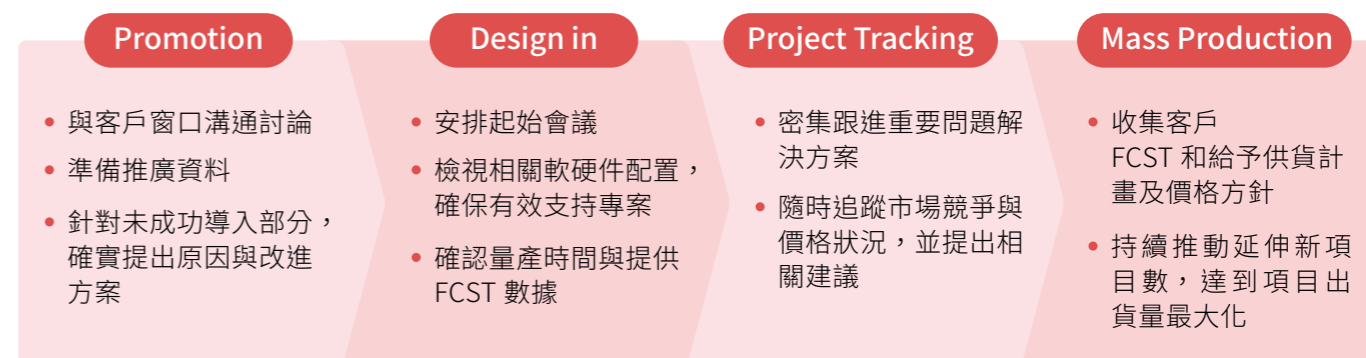 Promotion
• 與客戶窗口溝通討論
• 準備推廣資料
• 針對未成功導入部分，
確實提出原因與改進
方案
Design in
• 安排起始會議
• 檢視相關軟硬件配置，
確保有效支持專案
• 確認量產時間與提供
FCST 數據
Project Tracking
• 密集跟進重要問題解
決方案
• 隨時追蹤市場競爭與
價格狀況，並提出相
關建議
Mass Production
• 收集客戶
FCST 和給予供貨計
畫及價格方針
• 持續推動延伸新項
目數，達到項目出
貨量最大化